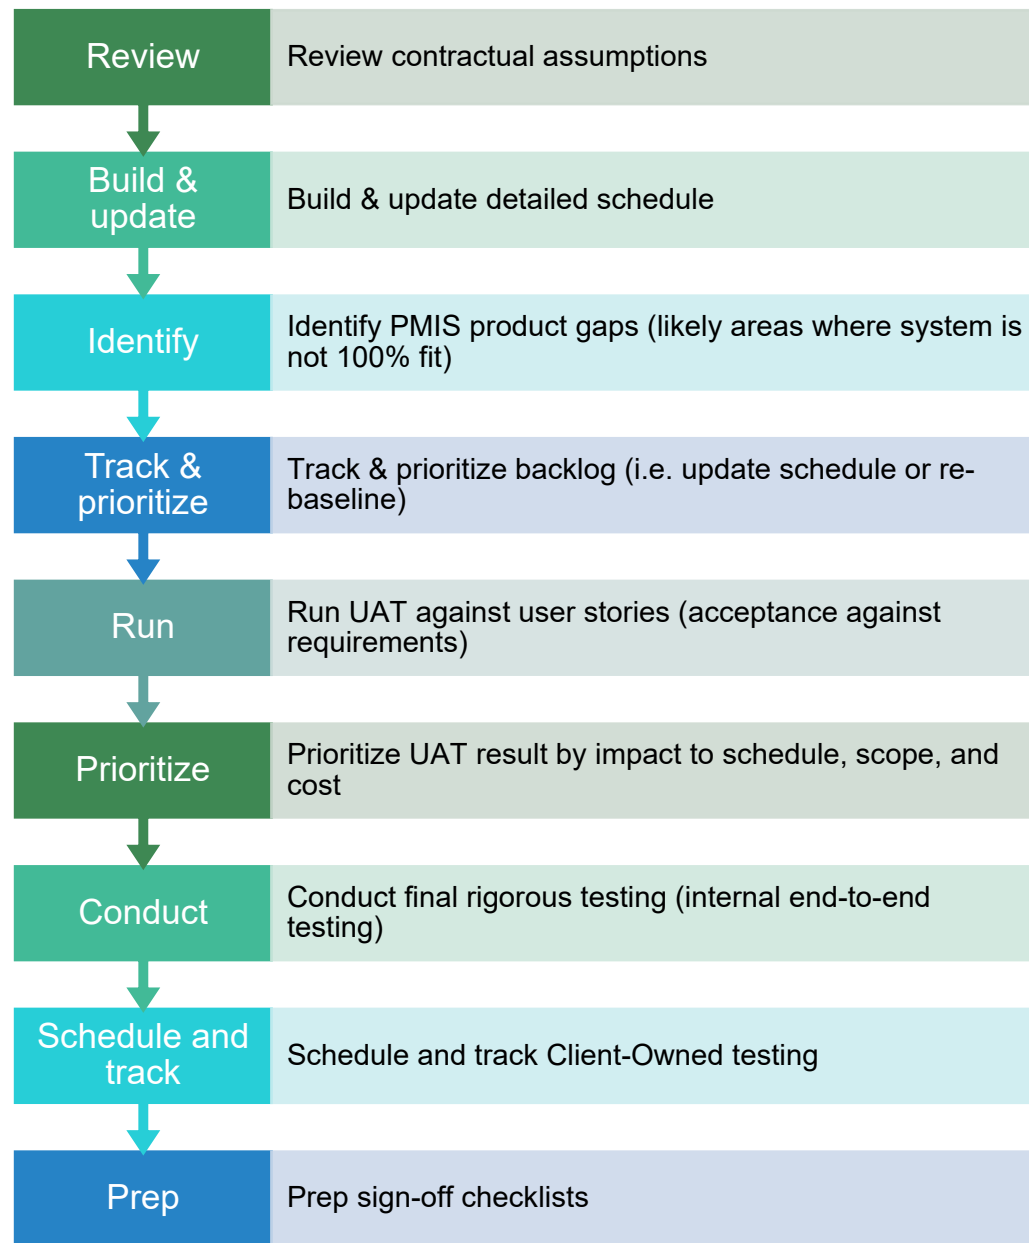 Review
Review contractual assumptions
Build &
update
Build & update detailed schedule
Identify
Identify PMIS product gaps (likely areas where system is
not 100% fit)
Track &
prioritize
Track & prioritize backlog (i.e. update schedule or re-
baseline)
Run
Run UAT against user stories (acceptance against
requirements)
Prioritize
Prioritize UAT result by impact to schedule, scope, and
cost
Conduct
Conduct final rigorous testing (internal end-to-end
testing)
Schedule and
track
Schedule and track Client-Owned testing
Prep
Prep sign-off checklists